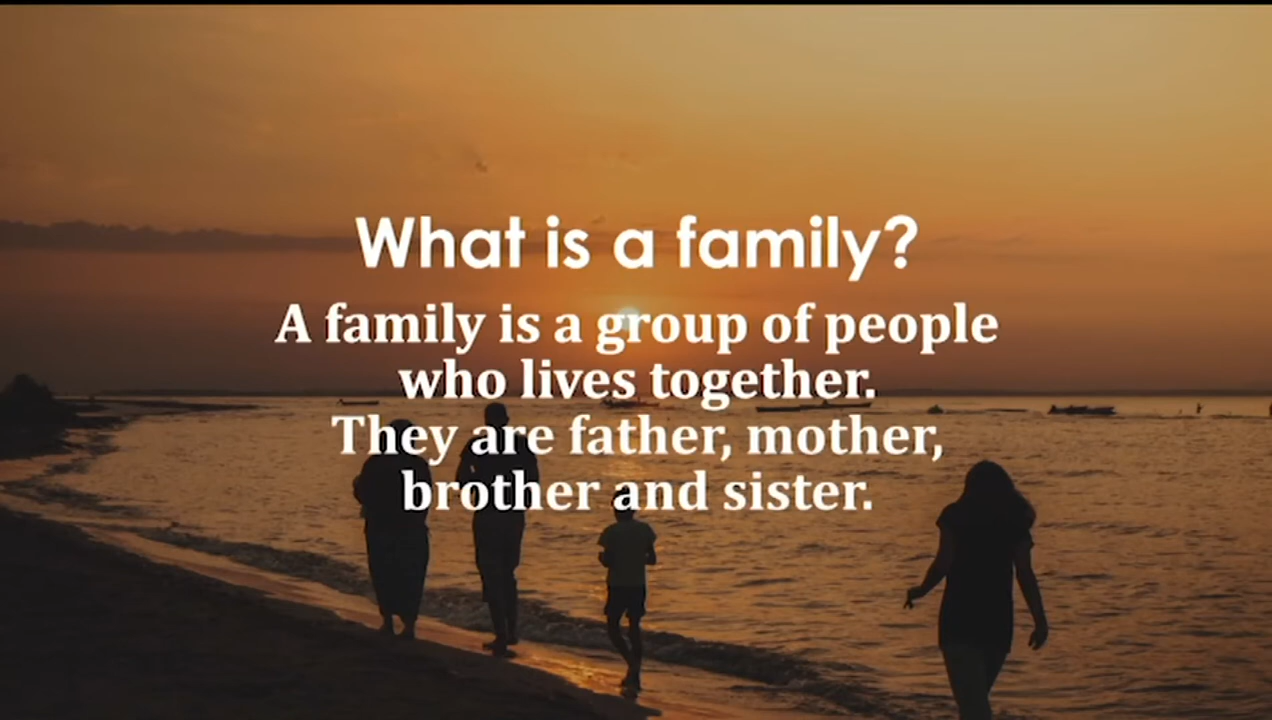 What is a family?
A family is a group of people
who lives together.
They are father, mother,
brother and sister.